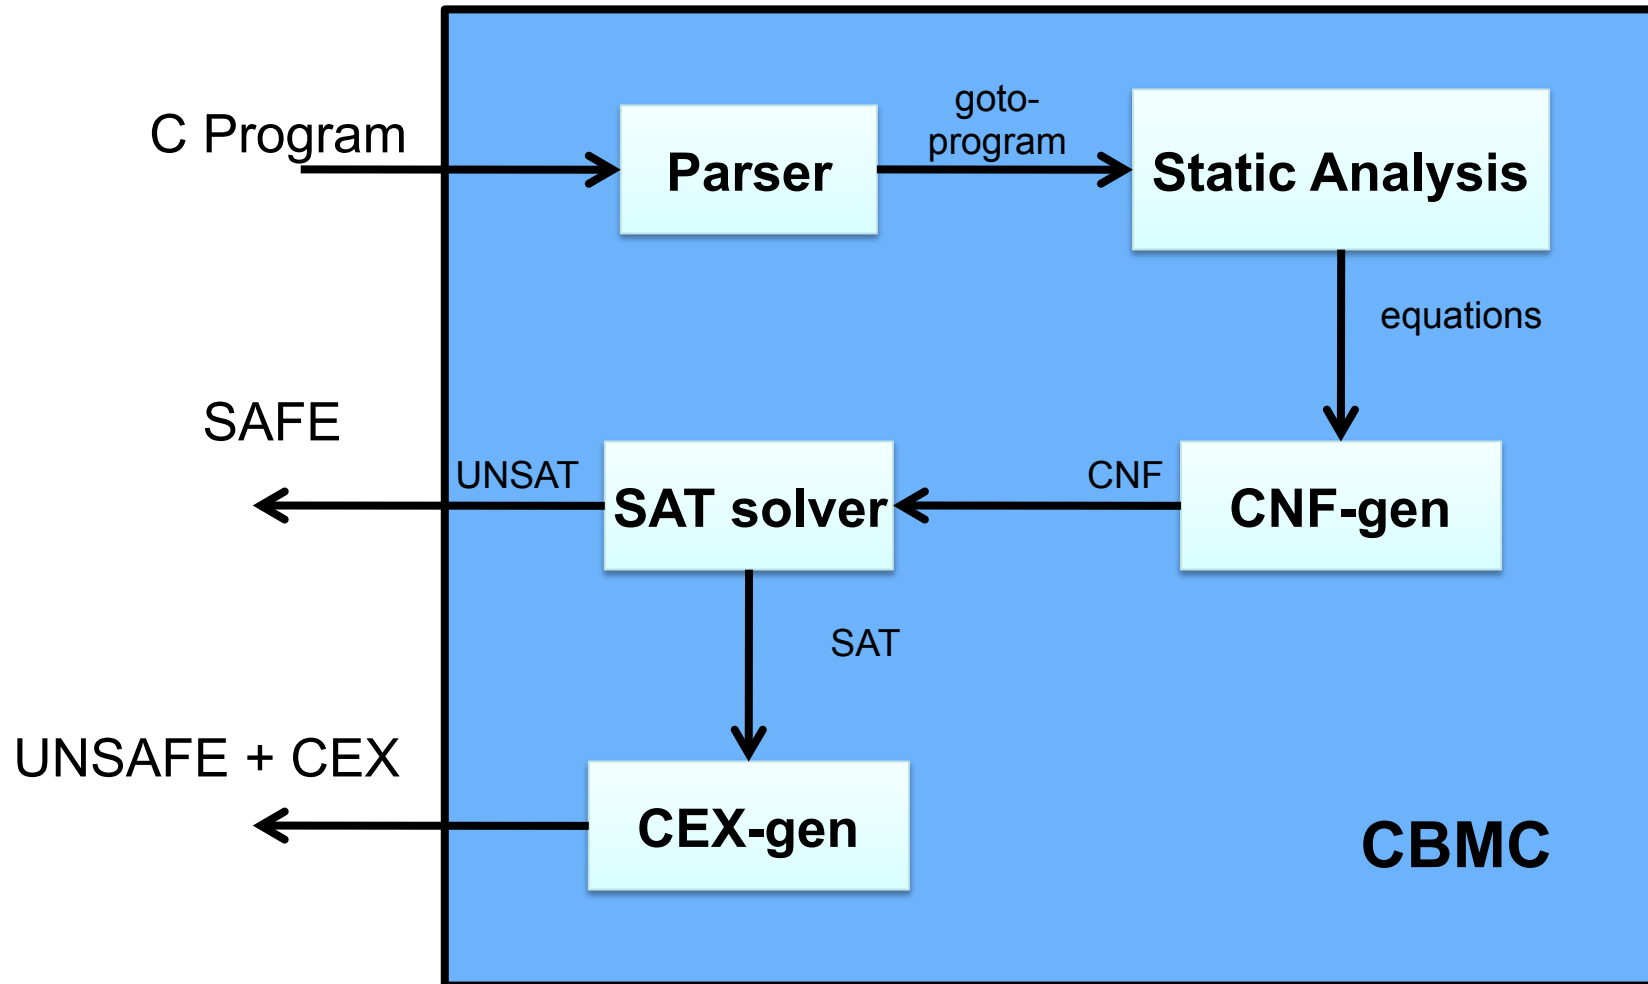 C Program
Parser
goto-
program
Static Analysis
equations
SAFE
UNSAT
SAT solver
CNF
CNF-gen
SAT
UNSAFE + CEX
CEX-gen
CBMC